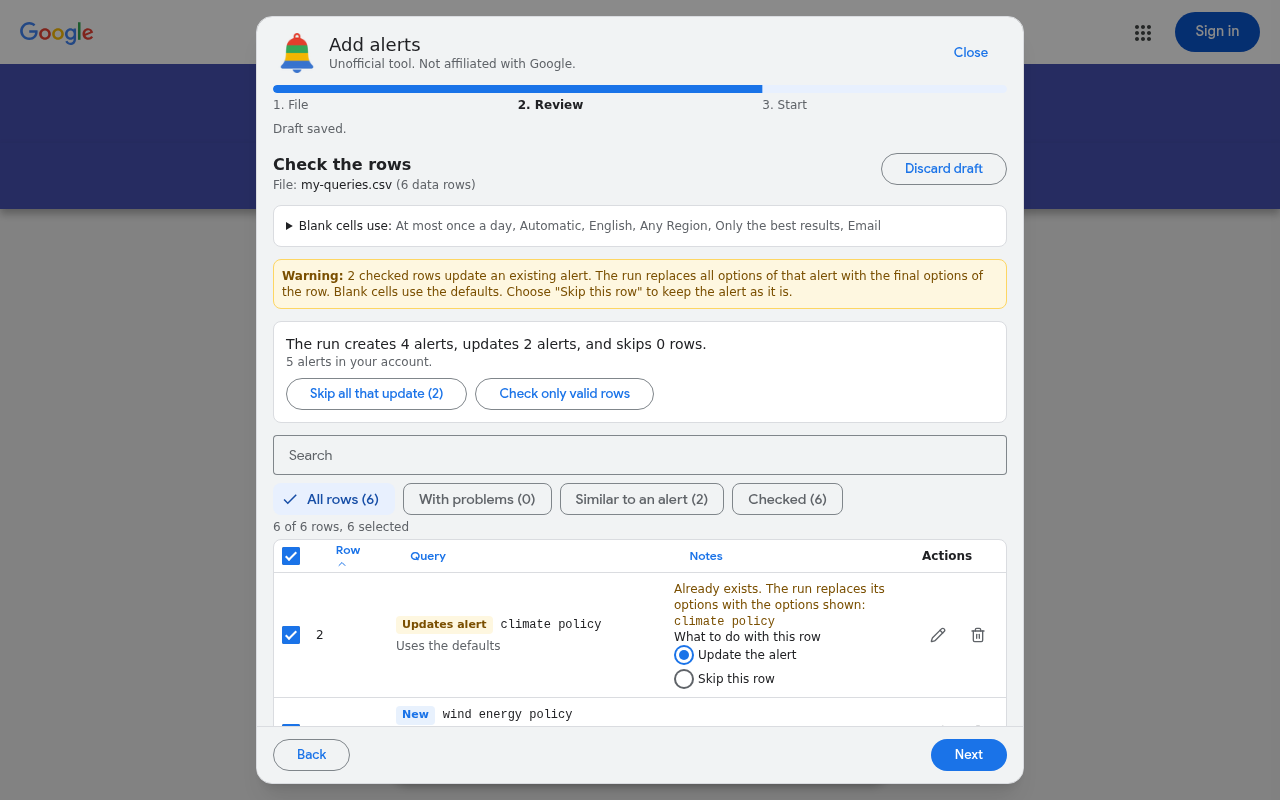 Google
Sign in
Add alerts
Unofficial tool. Not affiliated with Google.
Close
1. File
2. Review
3. Start
Draft saved.
Check the rows
File: my-queries.csv (6 data rows)
Discard draft
Blank cells use: At most once a day, Automatic, English, Any Region, Only the best results, Email
Warning: 2 checked rows update an existing alert. The run replaces all options of that alert with the final options of
the row. Blank cells use the defaults. Choose "Skip this row" to keep the alert as it is.
The run creates 4 alerts, updates 2 alerts, and skips 0 rows.
5 alerts in your account.
Skip all that update (2)
Check only valid rows
Search
All rows (6)
With problems (0)
Similar to an alert (2)
Checked (6)
6 of 6 rows, 6 selected
Row
Query
Notes
Actions
2
Updates alert climate policy
Uses the defaults
Already exists. The run replaces its
options with the options shown:
climate policy
What to do with this row
Update the alert
Skip this row
New wind energy policy
Back
Next